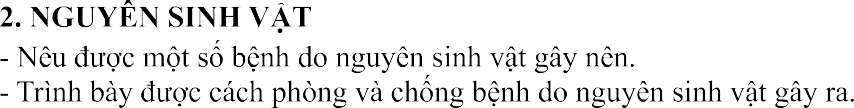 2. NGUYÊN SINH VẬT
- Nêu được một số bệnh do nguyên sinh vật gây nên.
- Trình bày được cách phòng và chống bệnh do nguyên sinh vật gây ra.